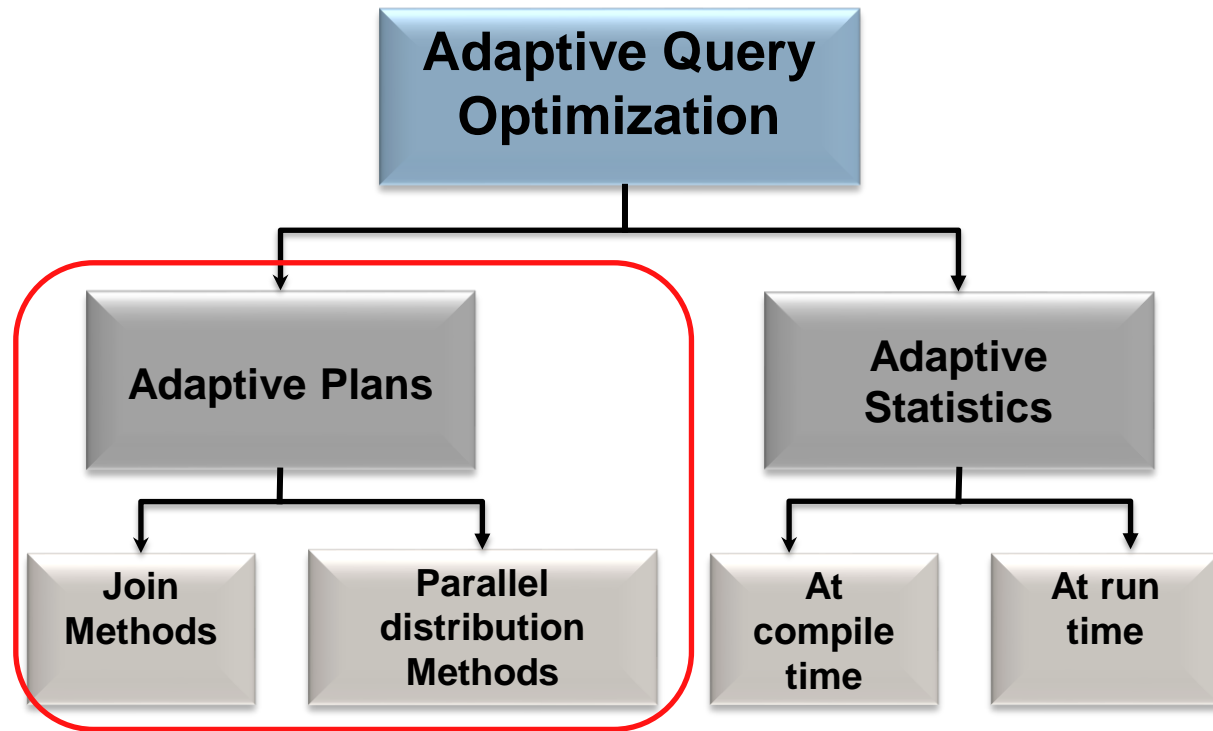 Adaptive Query
Optimization
Adaptive Plans
Adaptive
Statistics
Join
Methods
Parallel
distribution
Methods
At
compile
time
At run
time